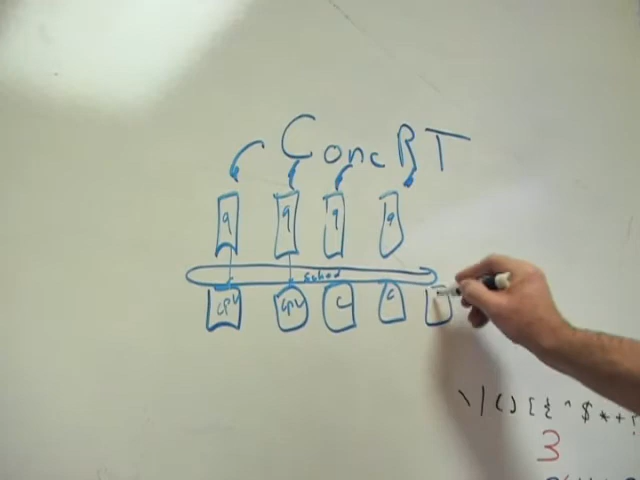 ConcRT
q q q q
sched
CPU CPU C C
\|()[{^$*+?
3